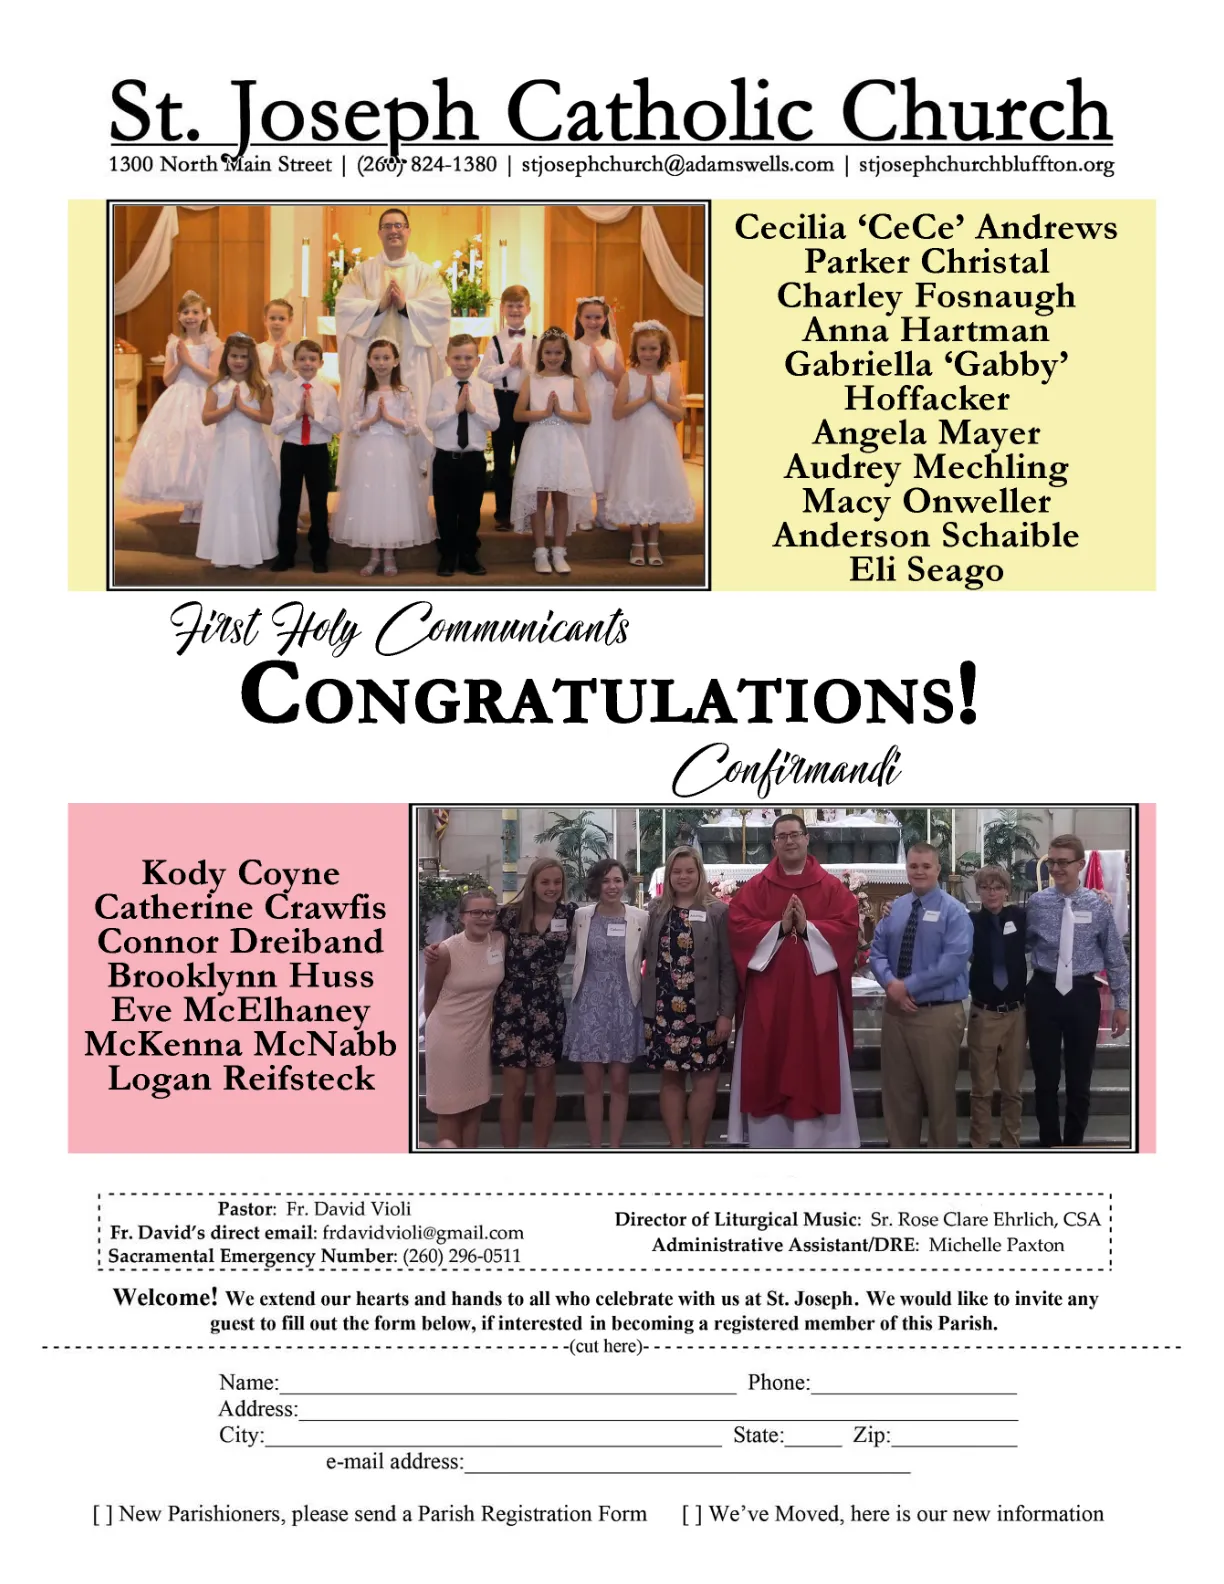 St. Joseph Catholic Church
1300 North Main Street | (260) 824-1380 | stjosephchurch@adamswells.com | stjosephchurchbluffton.org
Cecilia ‘CeCe’ Andrews
Parker Christal
Charley Fosnaugh
Anna Hartman
Gabriella ‘Gabby’
Hoffacker
Angela Mayer
Audrey Mechling
Macy Onweller
Anderson Schaible
Eli Seago
First Holy Communicants
CONGRATULATIONS!
Confirmandi
Kody Coyne
Catherine Crawfis
Connor Dreiband
Brooklynn Huss
Eve McElhaney
McKenna McNabb
Logan Reifsteck
Pastor: Fr. David Violi
Fr. David’s direct email: frdavidvioli@gmail.com
Sacramental Emergency Number: (260) 296-0511
Director of Liturgical Music: Sr. Rose Clare Ehrlich, CSA
Administrative Assistant/DRE: Michelle Paxton
Welcome! We extend our hearts and hands to all who celebrate with us at St. Joseph. We would like to invite any
guest to fill out the form below, if interested in becoming a registered member of this Parish.
(cut here)
Name: Phone:
Address:
City: State: Zip:
e-mail address:
[ ] New Parishioners, please send a Parish Registration Form [ ] We’ve Moved, here is our new information